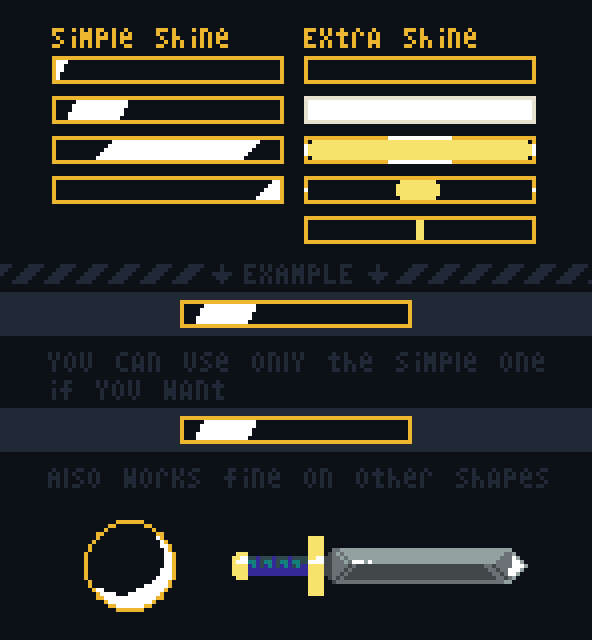 SiMPle Shine
ExtrA Shine
EXAMPLE
YOU CAN Use ONlY the SiMPle One
if YOU WAnt
AlSO WOrKS fine On Other ShAPeS